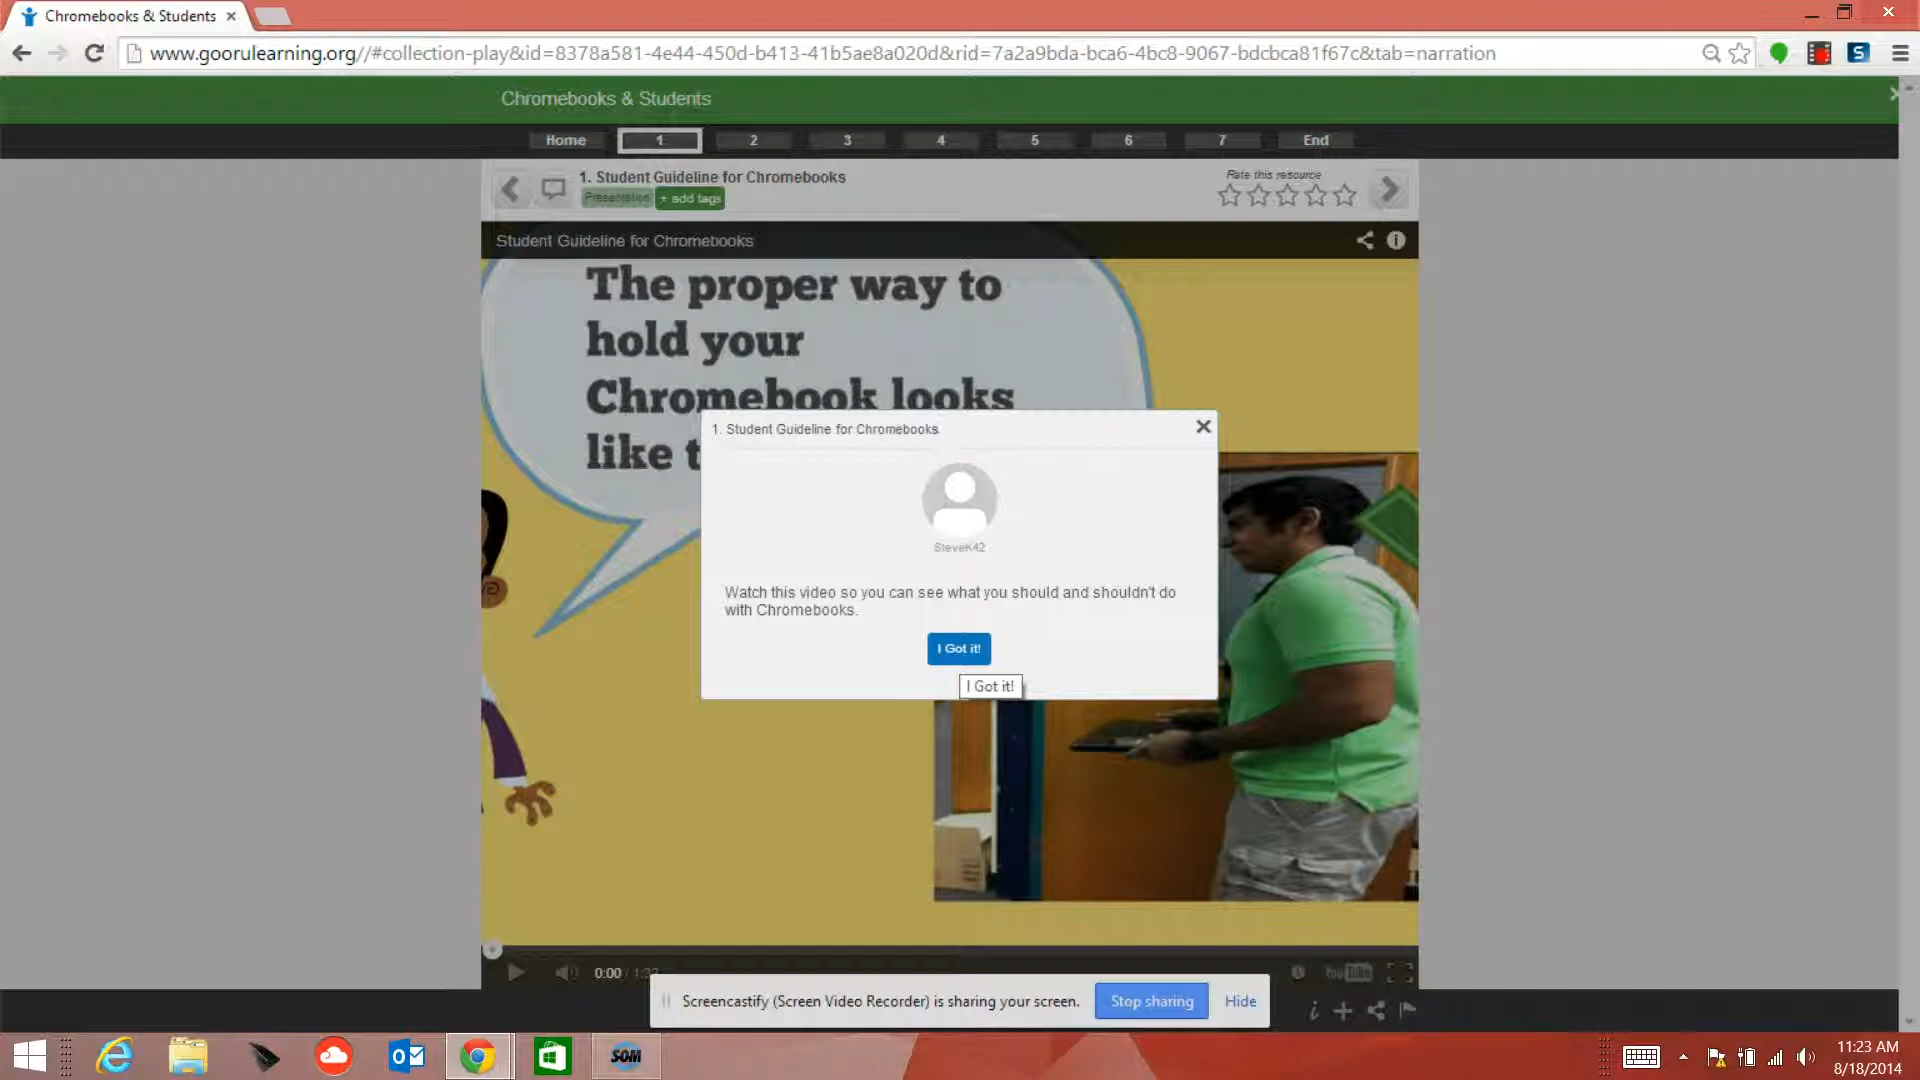 Chromebooks & Students
www.goorulearning.org//#collection-play&id=8378a581-4e44-450d-b413-41b5ae8a020d&rid=7a2a9bda-bca6-4bc8-9067-bdcbca81f67c&tab=narration
Chromebooks & Students
Home 1 2 3 4 5 6 7 End
1. Student Guideline for Chromebooks
Presentation + add tags
Rate this resource
Student Guideline for Chromebooks
The proper way to
hold your
Chromebook looks
like t
1. Student Guideline for Chromebooks
SteveK42
Watch this video so you can see what you should and shouldn't do
with Chromebooks.
I Got it!
I Got it!
0:00 / 1:32
YouTube
Screencastify (Screen Video Recorder) is sharing your screen. Stop sharing Hide
SOM
11:23 AM
8/18/2014